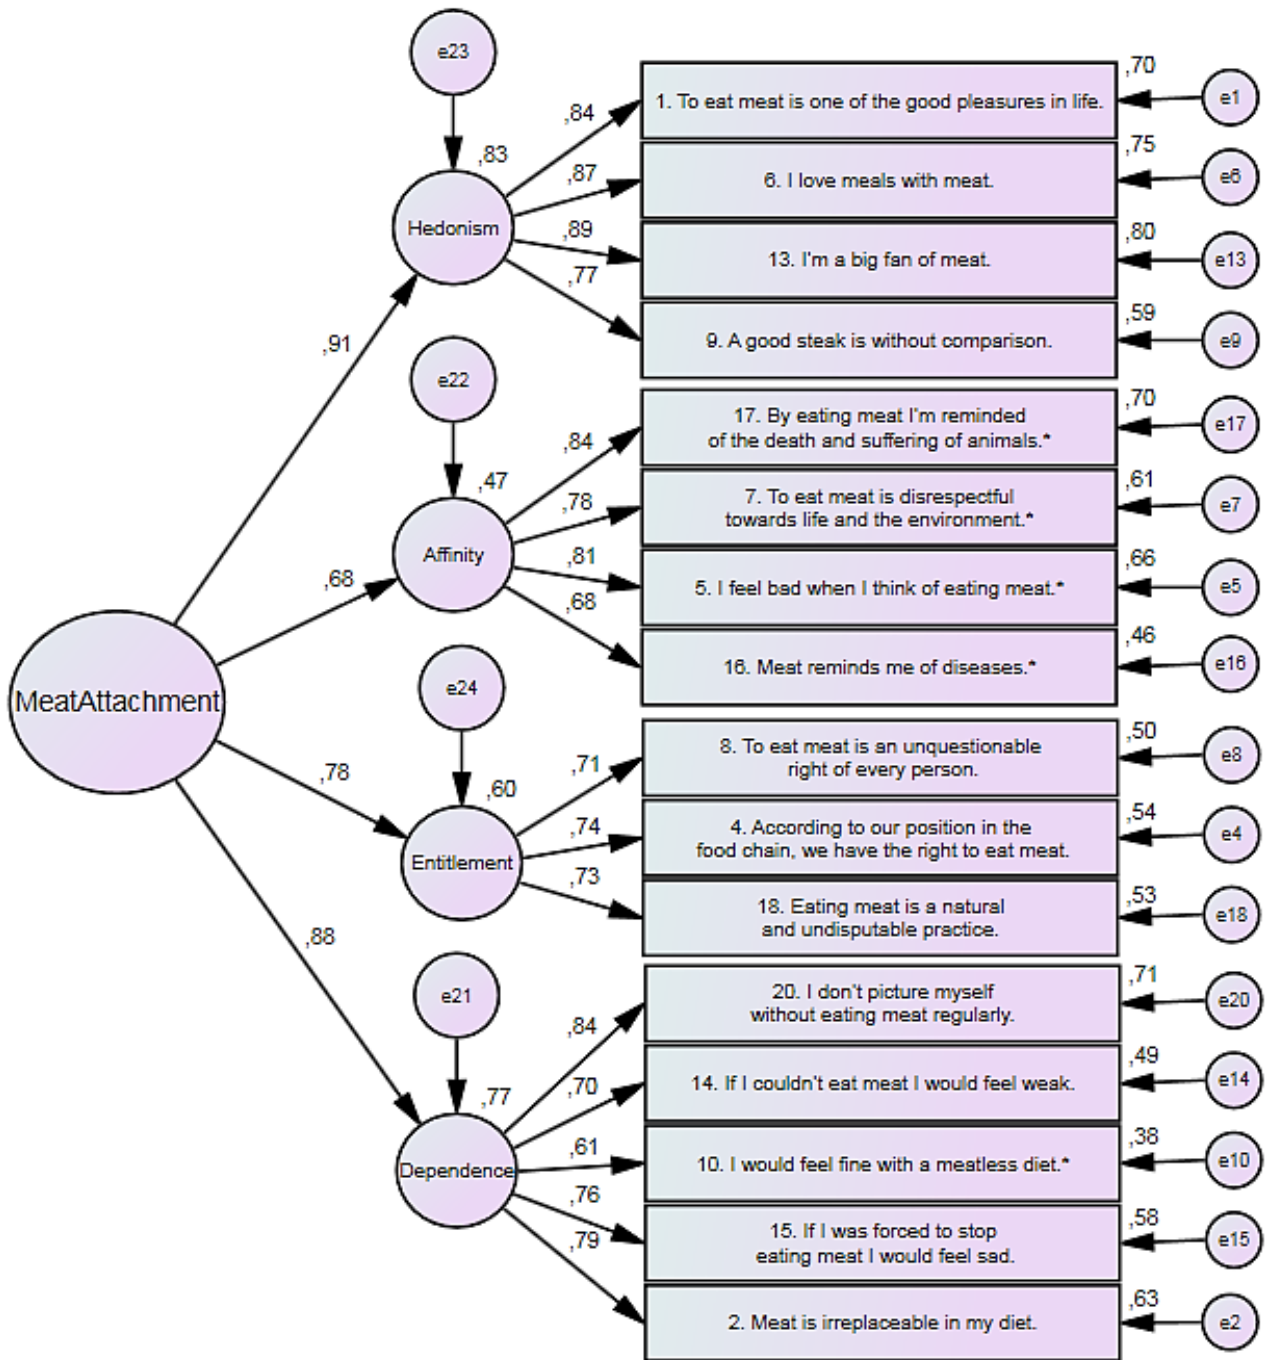 e23
,70
1. To eat meat is one of the good pleasures in life.
e1
,84
,83
,75
,87
6. I love meals with meat.
e6
Hedonism
,89
,80
13. I'm a big fan of meat.
e13
,77
,59
9. A good steak is without comparison.
e9
,91
e22
,70
17. By eating meat I'm reminded
of the death and suffering of animals.*
e17
,84
,47
,61
,78
7. To eat meat is disrespectful
towards life and the environment.*
e7
Affinity
,81
,66
5. I feel bad when I think of eating meat.*
e5
,68
,68
,46
16. Meat reminds me of diseases.*
e16
MeatAttachment
e24
,50
8. To eat meat is an unquestionable
right of every person.
e8
,78
,71
,60
,54
,74
4. According to our position in the
food chain, we have the right to eat meat.
e4
Entitlement
,73
,53
18. Eating meat is a natural
and undisputable practice.
e18
,88
e21
,71
20. I don't picture myself
without eating meat regularly.
e20
,84
,77
,49
,70
14. If I couldn't eat meat I would feel weak.
e14
Dependence
,61
,38
10. I would feel fine with a meatless diet.*
e10
,76
,58
15. If I was forced to stop
eating meat I would feel sad.
e15
,79
,63
2. Meat is irreplaceable in my diet.
e2